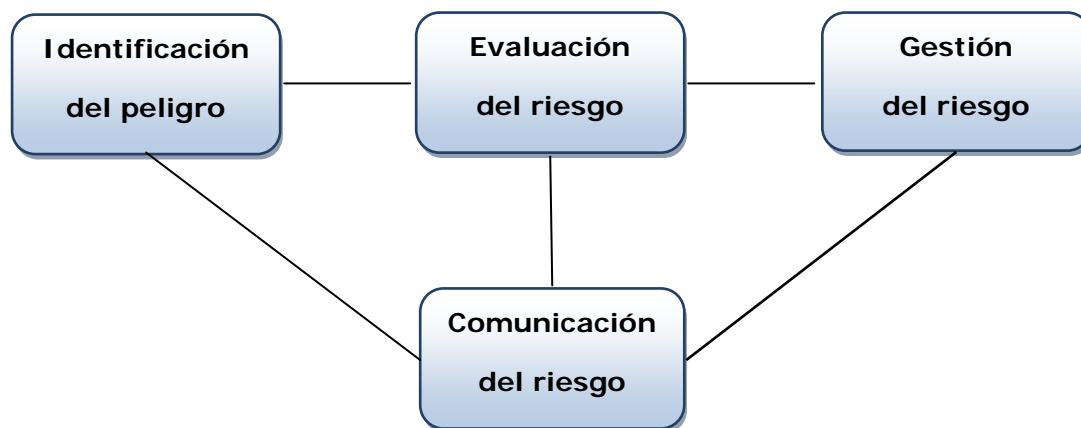 Identificación
del peligro
Evaluación
del riesgo
Gestión
del riesgo
Comunicación
del riesgo